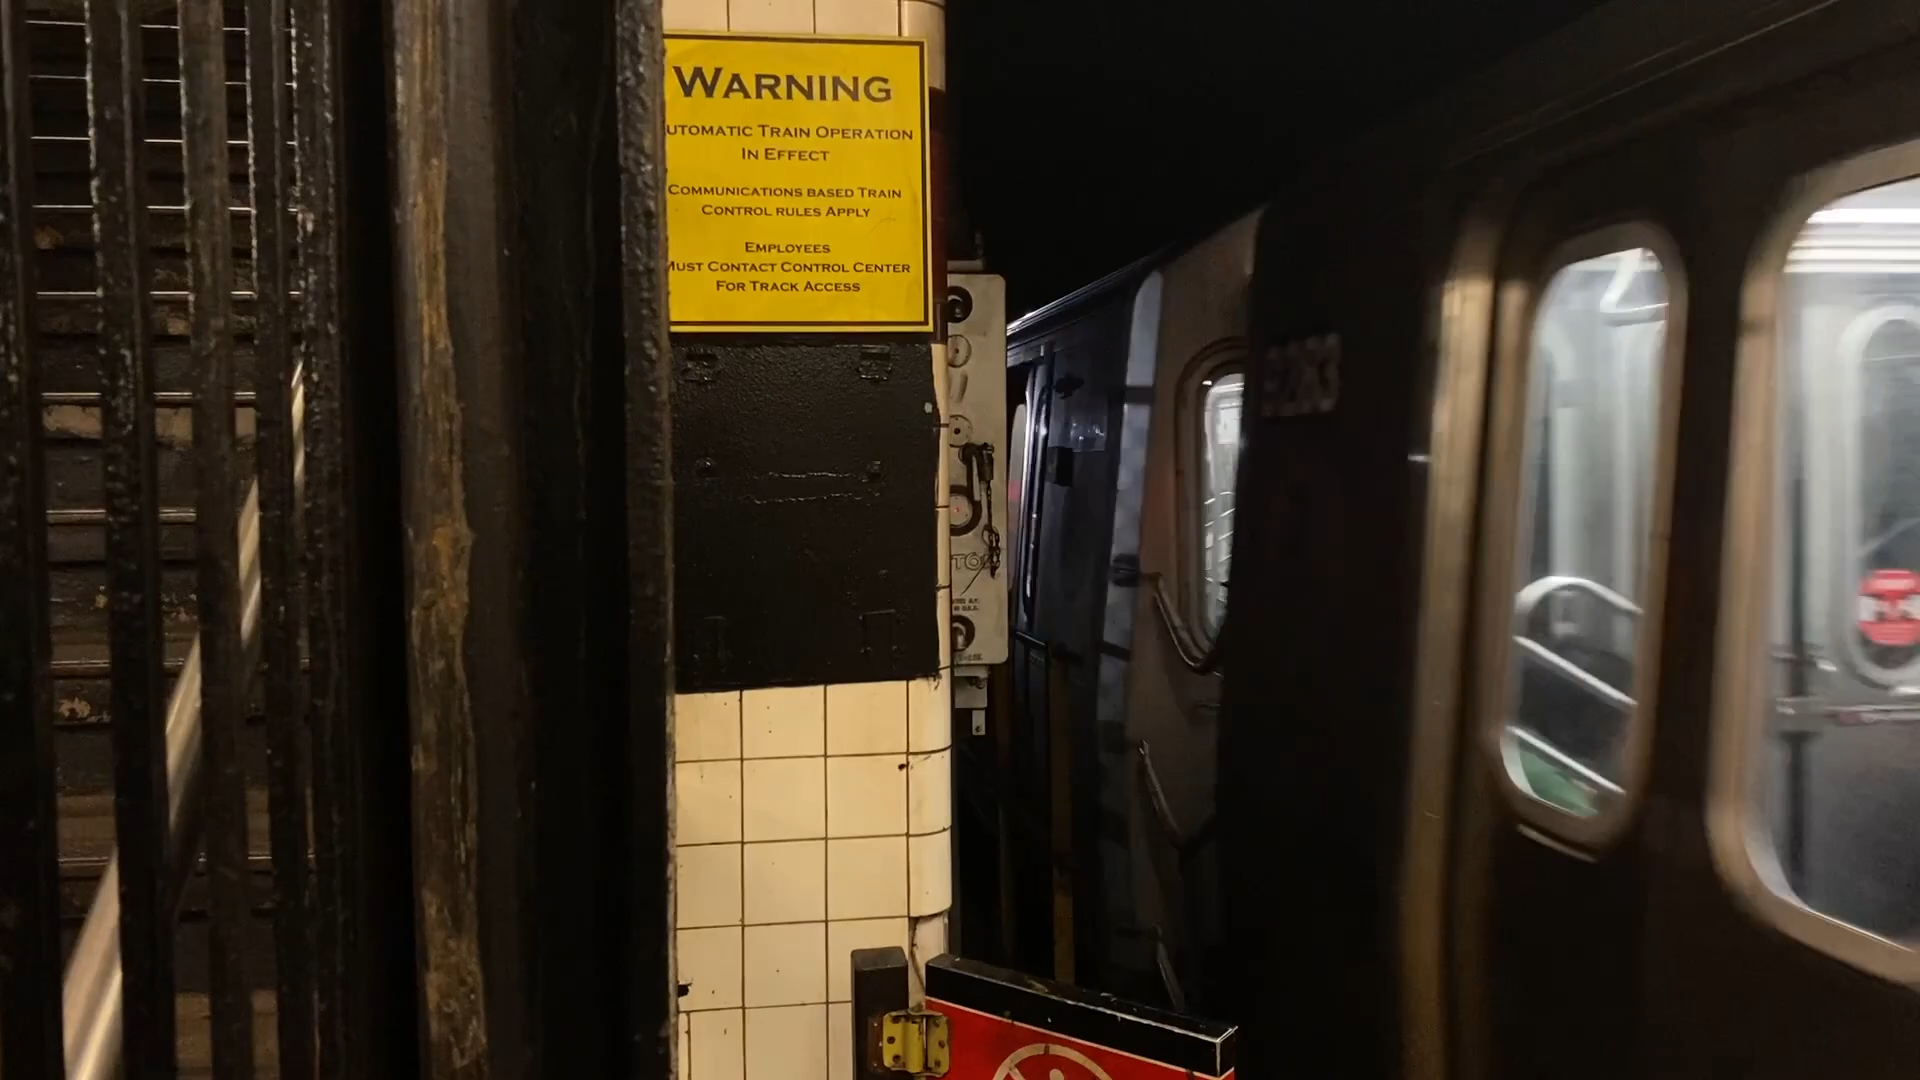 WARNING
UTOMATIC TRAIN OPERATION
IN EFFECT
COMMUNICATIONS BASED TRAIN
CONTROL RULES APPLY
EMPLOYEES
MUST CONTACT CONTROL CENTER
FOR TRACK ACCESS